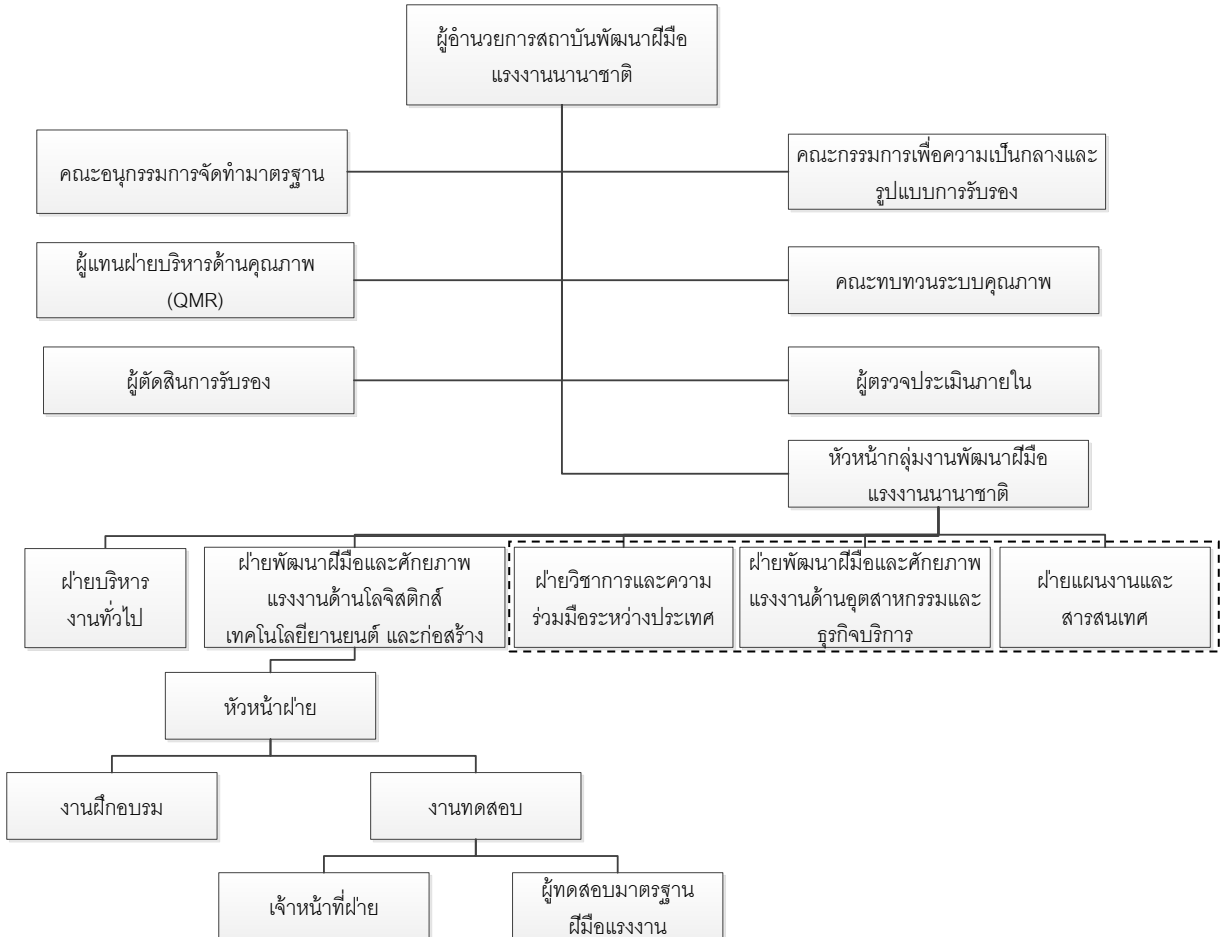 ผู้อำนวยการสถาบันพัฒนาฝีมือ
แรงงานนานาชาติ
คณะอนุกรรมการจัดทำมาตรฐาน
คณะกรรมการเพื่อความเป็นกลางและ
รูปแบบการรับรอง
ผู้แทนฝ่ายบริหารด้านคุณภาพ
(QMR)
คณะทบทวนระบบคุณภาพ
ผู้ตัดสินการรับรอง
ผู้ตรวจประเมินภายใน
หัวหน้ากลุ่มงานพัฒนาฝีมือ
แรงงานนานาชาติ
ฝ่ายบริหาร
งานทั่วไป
ฝ่ายพัฒนาฝีมือและศักยภาพ
แรงงานด้านโลจิสติกส์
เทคโนโลยียานยนต์ และก่อสร้าง
ฝ่ายวิชาการและความ
ร่วมมือระหว่างประเทศ
ฝ่ายพัฒนาฝีมือและศักยภาพ
แรงงานด้านอุตสาหกรรมและ
ธุรกิจบริการ
ฝ่ายแผนงานและ
สารสนเทศ
หัวหน้าฝ่าย
งานฝึกอบรม
งานทดสอบ
เจ้าหน้าที่ฝ่าย
ผู้ทดสอบมาตรฐาน
ฝีมือแรงงาน